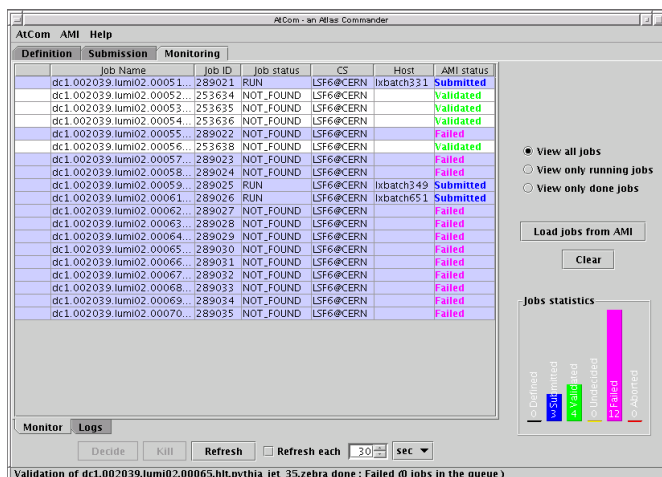 AtCom - an Atlas Commander
AtCom AMI Help
Definition Submission Monitoring
Job Name Job ID Job status CS Host AMI status
dc1.002039.lumi02.00051... 289021 RUN LSF6@CERN lxbatch331 Submitted
dc1.002039.lumi02.00052... 253634 NOT_FOUND LSF6@CERN Validated
dc1.002039.lumi02.00053... 253635 NOT_FOUND LSF6@CERN Validated
dc1.002039.lumi02.00054... 253636 NOT_FOUND LSF6@CERN Validated
dc1.002039.lumi02.00055... 289022 NOT_FOUND LSF6@CERN Failed
dc1.002039.lumi02.00056... 253638 NOT_FOUND LSF6@CERN Validated
dc1.002039.lumi02.00057... 289023 NOT_FOUND LSF6@CERN Failed
dc1.002039.lumi02.00058... 289024 NOT_FOUND LSF6@CERN Failed
dc1.002039.lumi02.00059... 289025 RUN LSF6@CERN lxbatch349 Submitted
dc1.002039.lumi02.00061... 289026 RUN LSF6@CERN lxbatch651 Submitted
dc1.002039.lumi02.00062... 289027 NOT_FOUND LSF6@CERN Failed
dc1.002039.lumi02.00063... 289028 NOT_FOUND LSF6@CERN Failed
dc1.002039.lumi02.00064... 289029 NOT_FOUND LSF6@CERN Failed
dc1.002039.lumi02.00065... 289030 NOT_FOUND LSF6@CERN Failed
dc1.002039.lumi02.00066... 289031 NOT_FOUND LSF6@CERN Failed
dc1.002039.lumi02.00067... 289032 NOT_FOUND LSF6@CERN Failed
dc1.002039.lumi02.00068... 289033 NOT_FOUND LSF6@CERN Failed
dc1.002039.lumi02.00069... 289034 NOT_FOUND LSF6@CERN Failed
dc1.002039.lumi02.00070... 289035 NOT_FOUND LSF6@CERN Failed
View all jobs
View only running jobs
View only done jobs
Load jobs from AMI
Clear
Jobs statistics
0 Defined
3 Submitted
4 Validated
0 Undecided
12 Failed
0 Aborted
Monitor Logs
Decide Kill Refresh Refresh each 30 sec
Validation of dc1.002039.lumi02.00065.hlt.pythia_jet_35.zebra done : Failed (0 jobs in the queue)